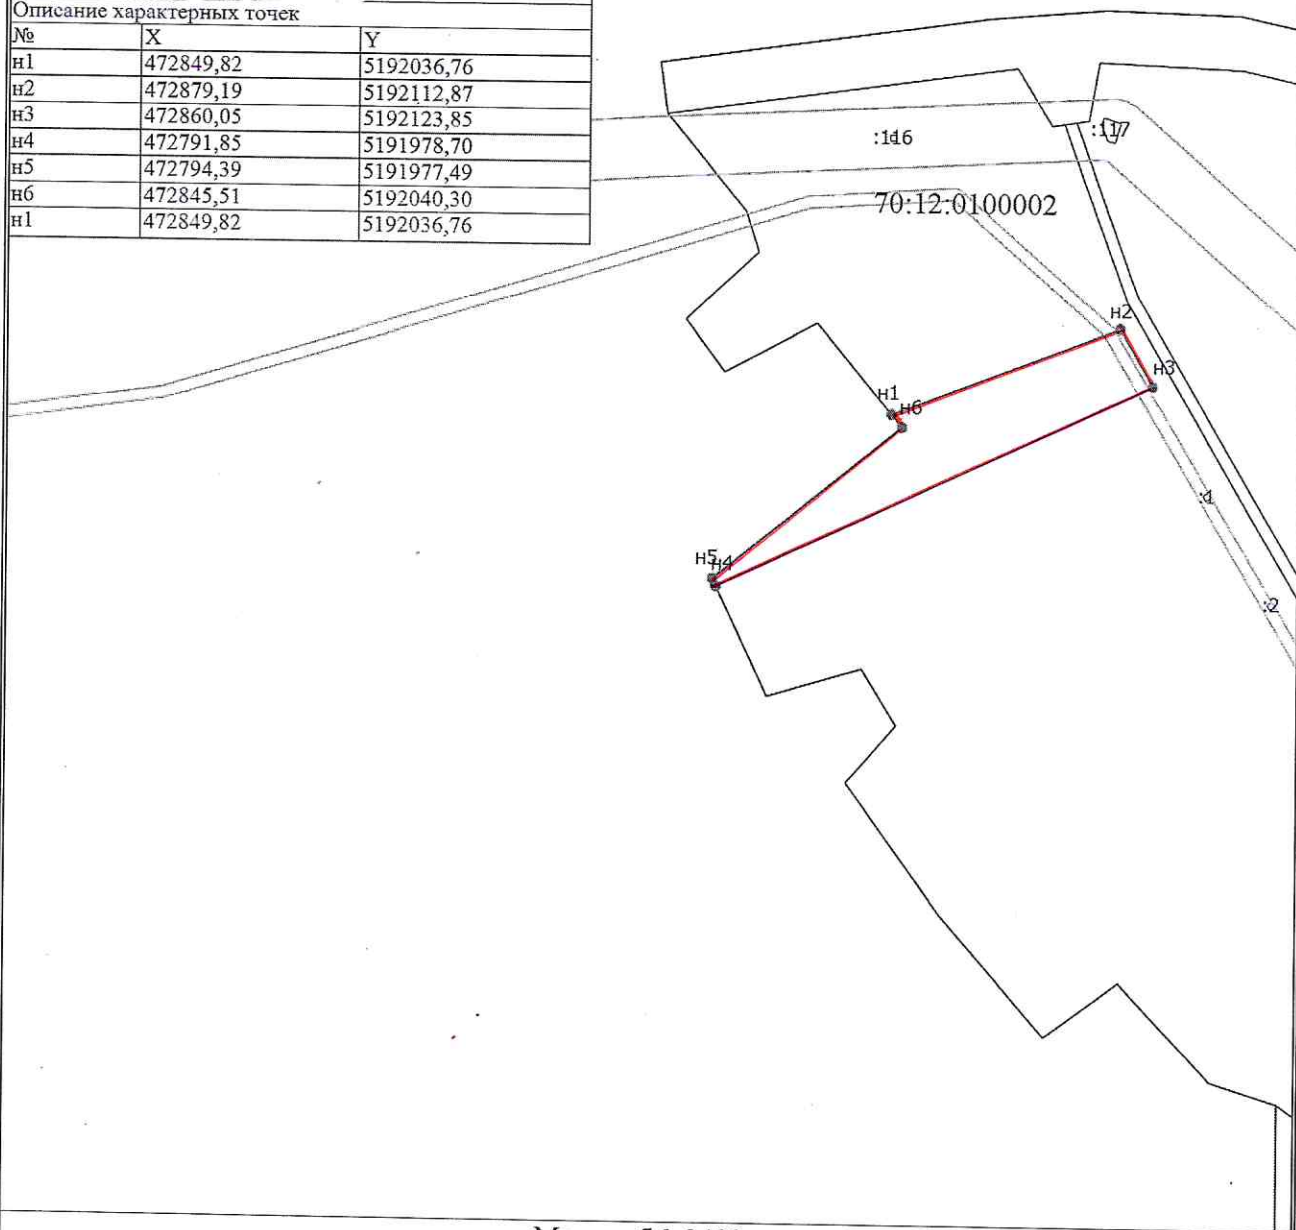 Описание характерных точек
№ X Y
н1 472849,82 5192036,76
н2 472879,19 5192112,87
н3 472860,05 5192123,85
н4 472791,85 5191978,70
н5 472794,39 5191977,49
н6 472845,51 5192040,30
н1 472849,82 5192036,76
:117
70:12:0100002
н2
н3
н1
н6
:1
н5
н4
:2